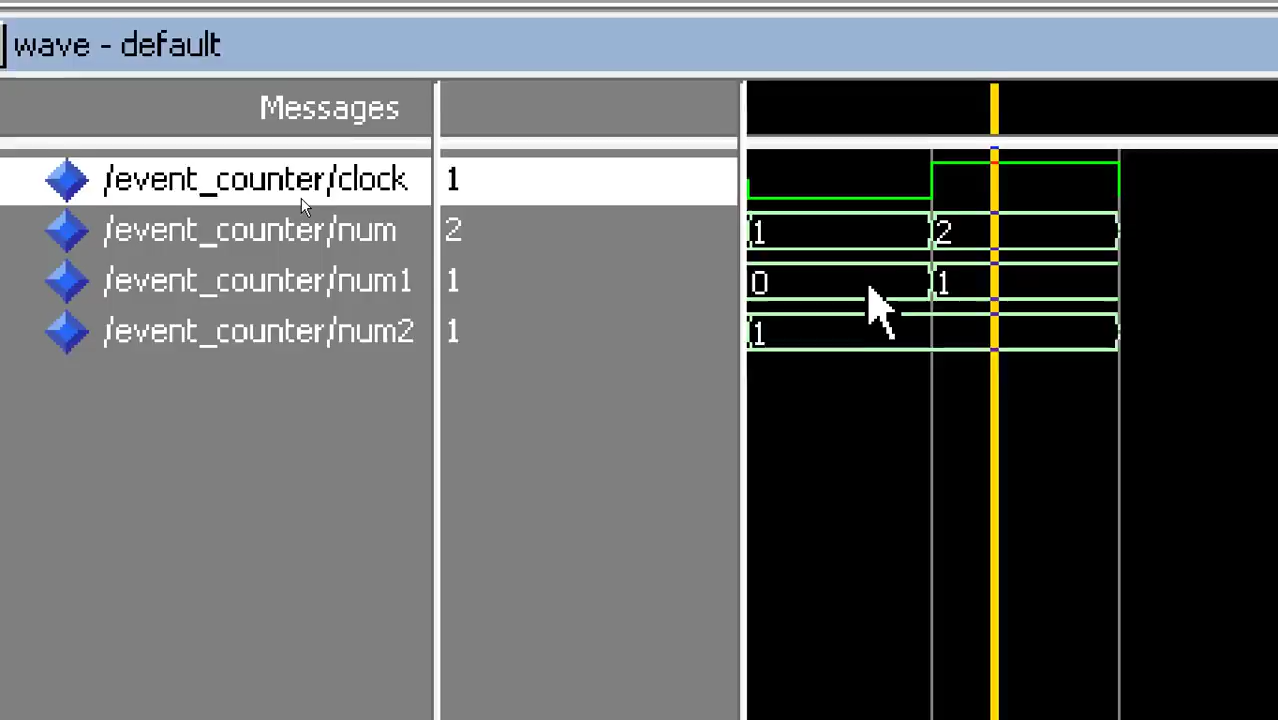 wave - default
Messages
/event_counter/clock 1
/event_counter/num 2 1 2
/event_counter/num1 1 0 1
/event_counter/num2 1 1